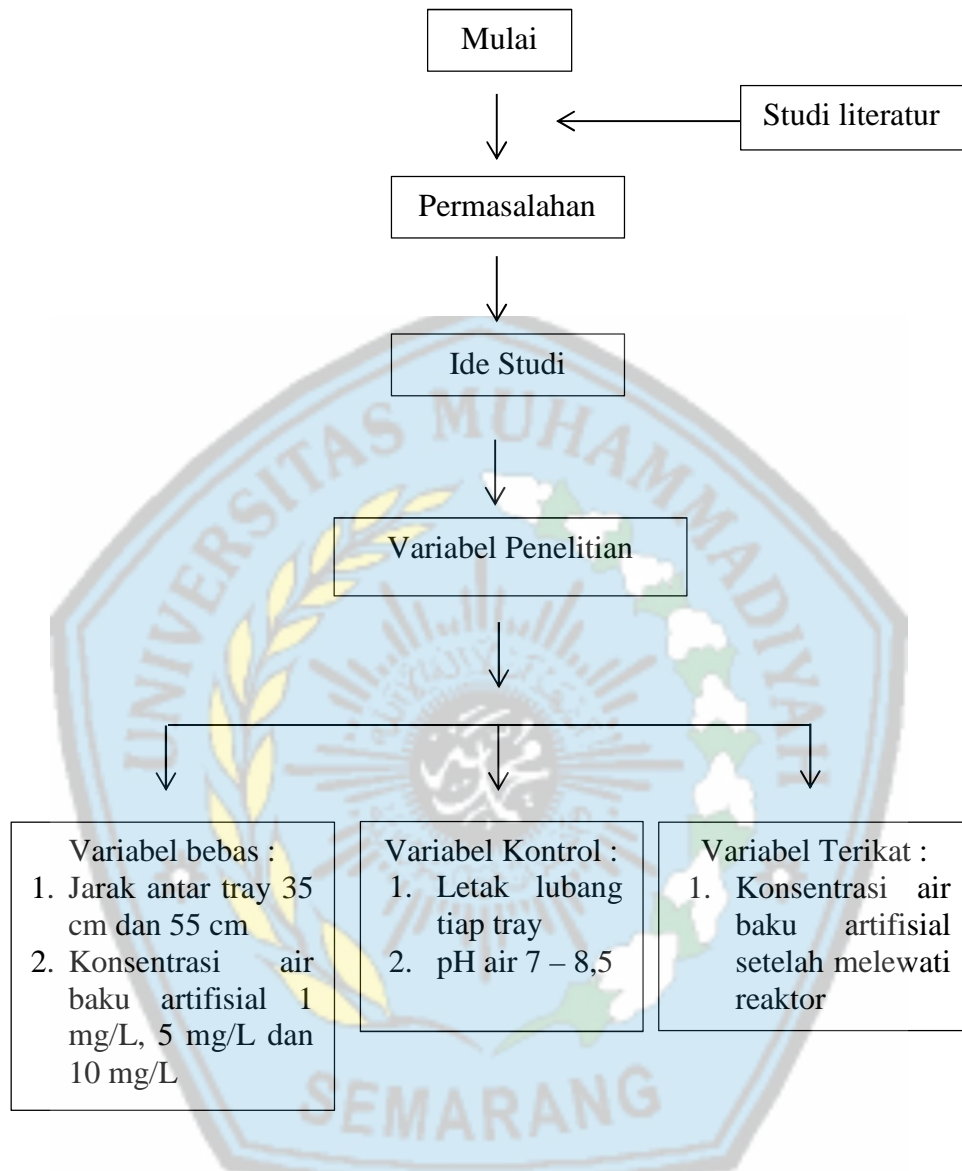 Mulai
Studi literatur
Permasalahan
Ide Studi
UNIVERSITAS MUHAMMADIYAH
Variabel Penelitian
Variabel bebas :
1. Jarak antar tray 35
cm dan 55 cm
2. Konsentrasi air
baku artifisial 1
mg/L, 5 mg/L dan
10 mg/L
Variabel Kontrol :
1. Letak lubang
tiap tray
2. pH air 7 – 8,5
Variabel Terikat :
1. Konsentrasi air
baku artifisial
setelah melewati
reaktor
SEMARANG